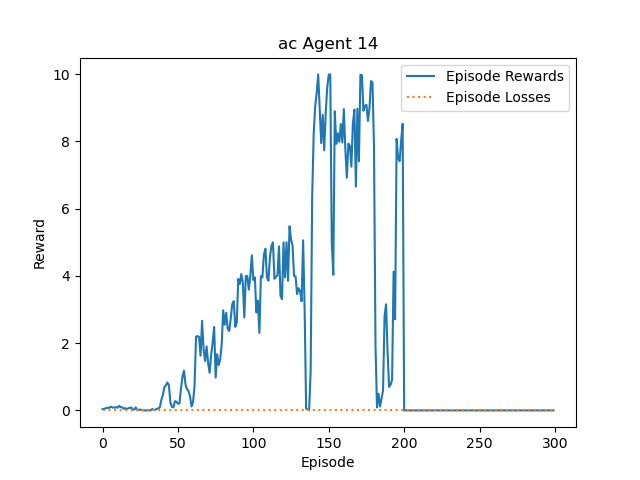 ac Agent 14
Episode Rewards
Episode Losses
10
8
6
4
2
0
Reward
0 50 100 150 200 250 300
Episode